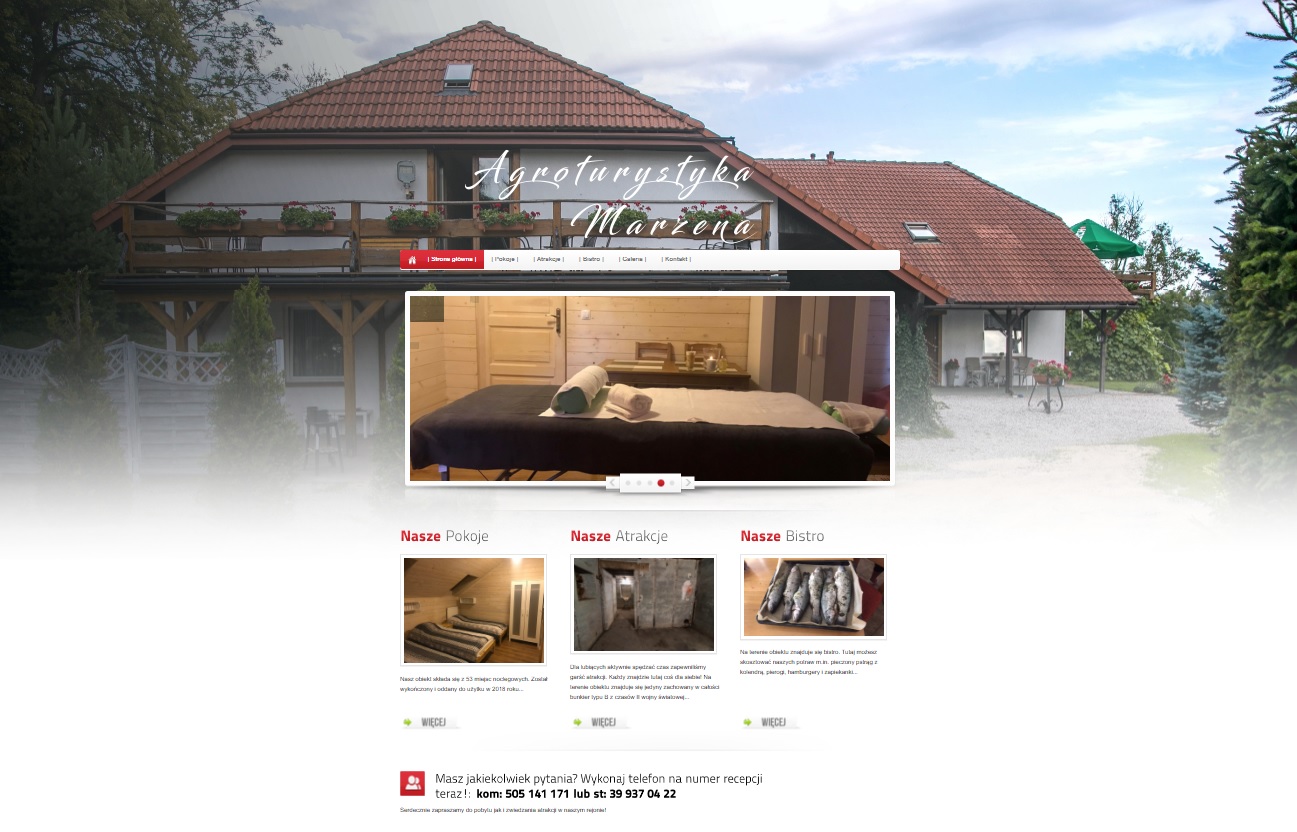 Agroturystyka
Marzena
| Strona główna | | Pokoje | | Atrakcje | | Bistro | | Galeria | | Kontakt |
Nasze Pokoje
Nasze Atrakcje
Nasze Bistro
Nasz obiekt składa się z 53 miejsc noclegowych. Został
wykończony i oddany do użytku w 2018 roku...
Dla lubiących aktywnie spędzać czas zapewniliśmy
garść atrakcji. Każdy znajdzie tutaj coś dla siebie! Na
terenie obiektu znajduje się jedyny zachowany w całości
bunkier typu B z czasów II wojny światowej...
Na terenie obiektu znajduje się bistro. Tutaj możesz
skosztować naszych potraw m.in. pieczony pstrąg z
kolendrą, pierogi, hamburgery i zapiekanki...
WIĘCEJ
WIĘCEJ
WIĘCEJ
Masz jakiekolwiek pytania? Wykonaj telefon na numer recepcji
teraz!: kom: 505 141 171 lub st: 39 937 04 22
Serdecznie zapraszamy do pobytu jak i zwiedzania atrakcji w naszym rejonie!